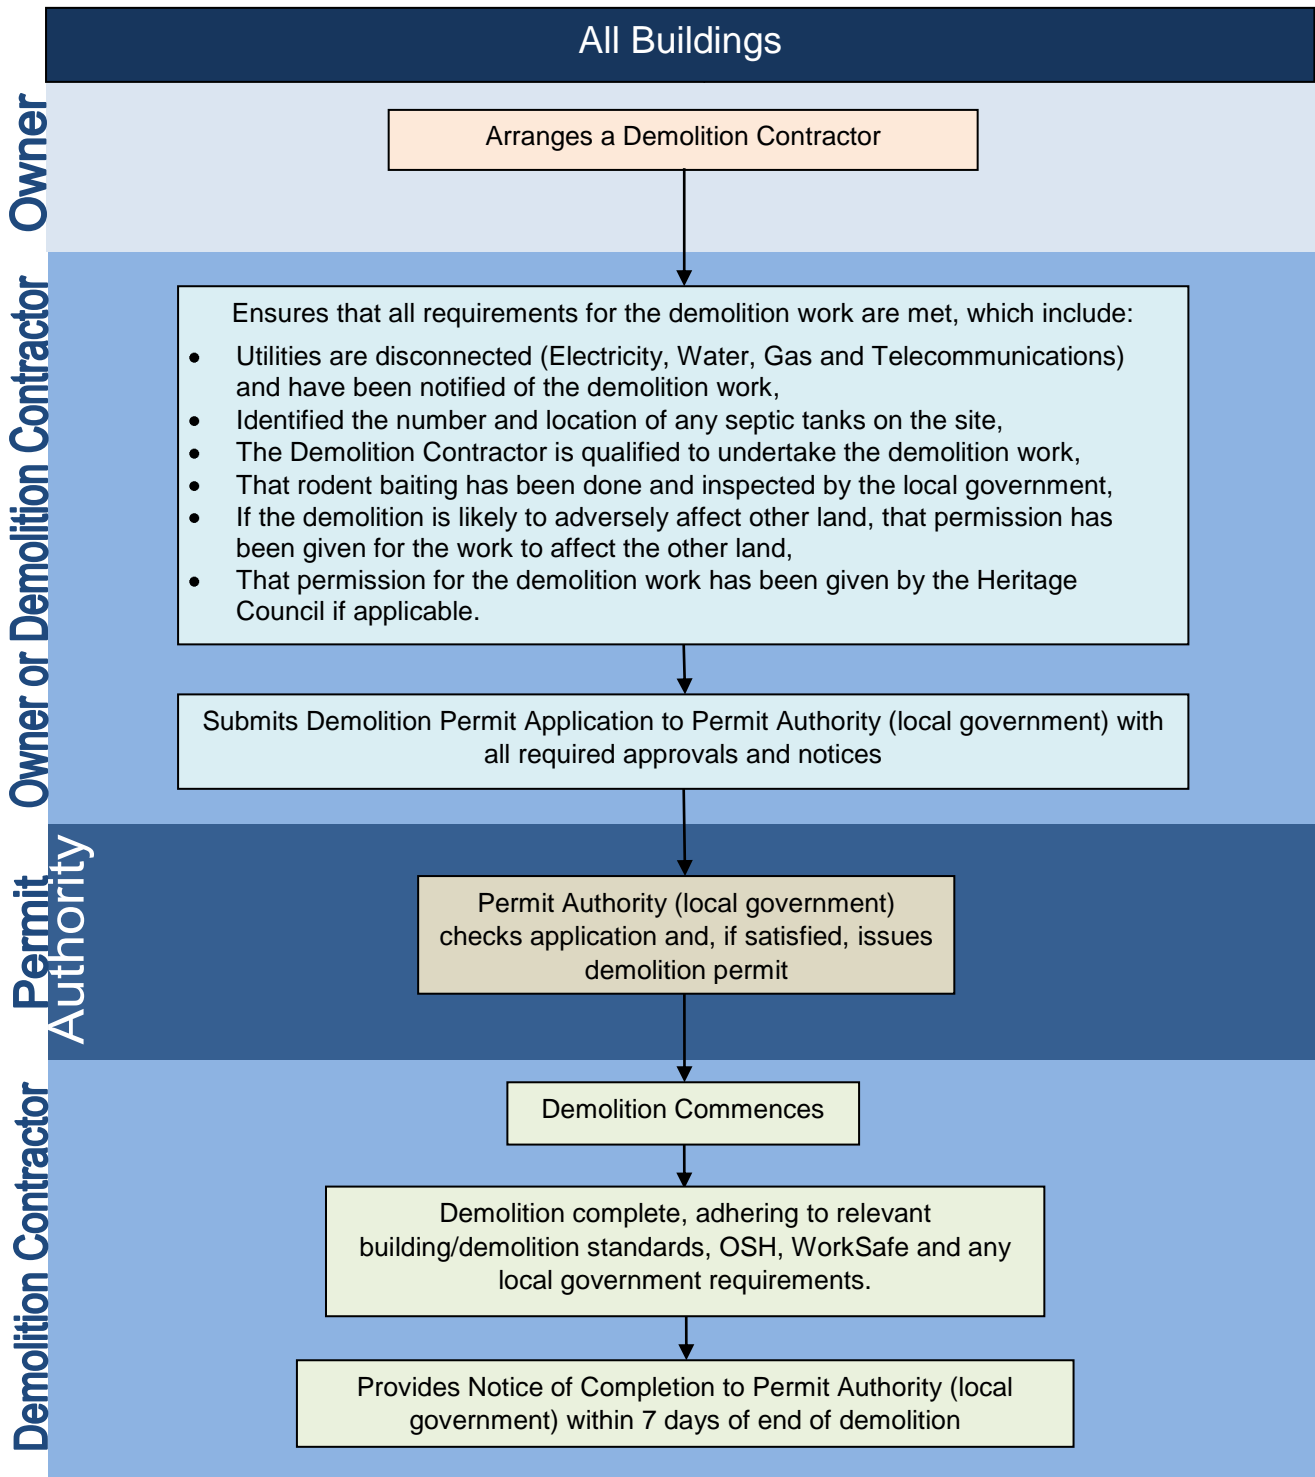 All Buildings
Owner
Arranges a Demolition Contractor
Owner or Demolition Contractor
Ensures that all requirements for the demolition work are met, which include:
• Utilities are disconnected (Electricity, Water, Gas and Telecommunications)
and have been notified of the demolition work,
• Identified the number and location of any septic tanks on the site,
• The Demolition Contractor is qualified to undertake the demolition work,
• That rodent baiting has been done and inspected by the local government,
• If the demolition is likely to adversely affect other land, that permission has
been given for the work to affect the other land,
• That permission for the demolition work has been given by the Heritage
Council if applicable.
Submits Demolition Permit Application to Permit Authority (local government) with
all required approvals and notices
Permit
Authority
Permit Authority (local government)
checks application and, if satisfied, issues
demolition permit
Demolition Contractor
Demolition Commences
Demolition complete, adhering to relevant
building/demolition standards, OSH, WorkSafe and any
local government requirements.
Provides Notice of Completion to Permit Authority (local
government) within 7 days of end of demolition